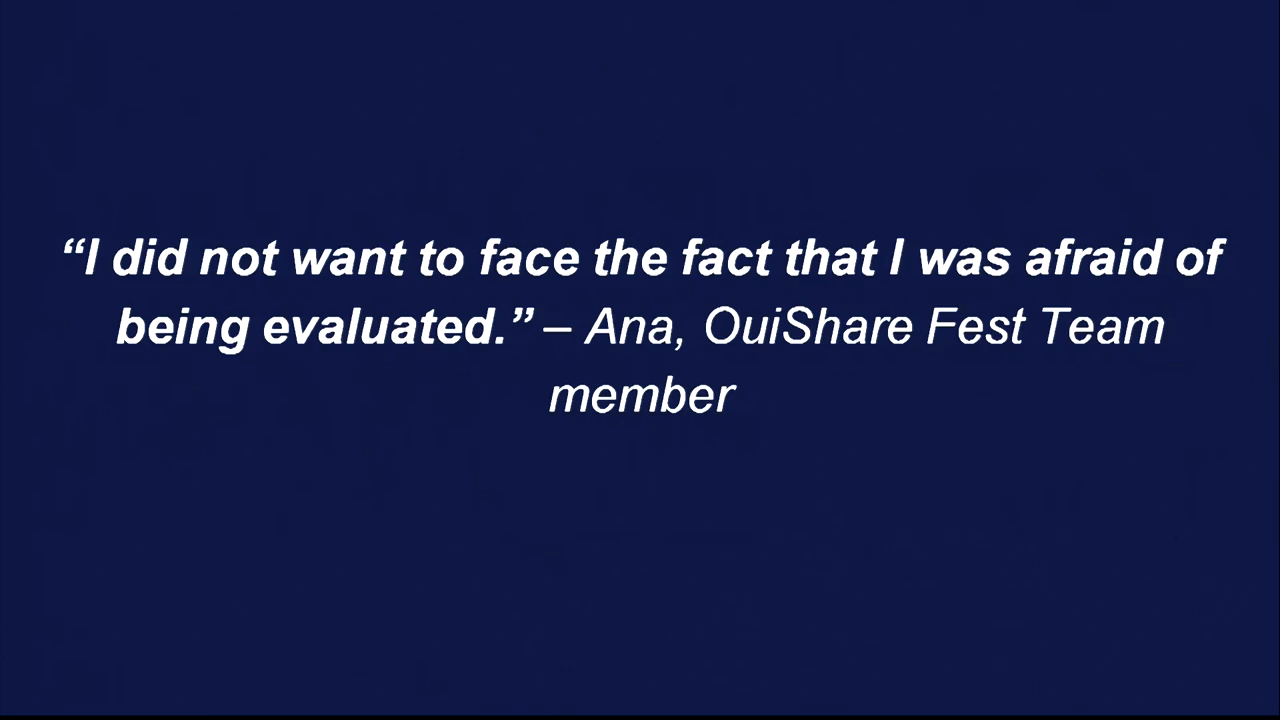 “I did not want to face the fact that I was afraid of
being evaluated.” – Ana, OuiShare Fest Team
member